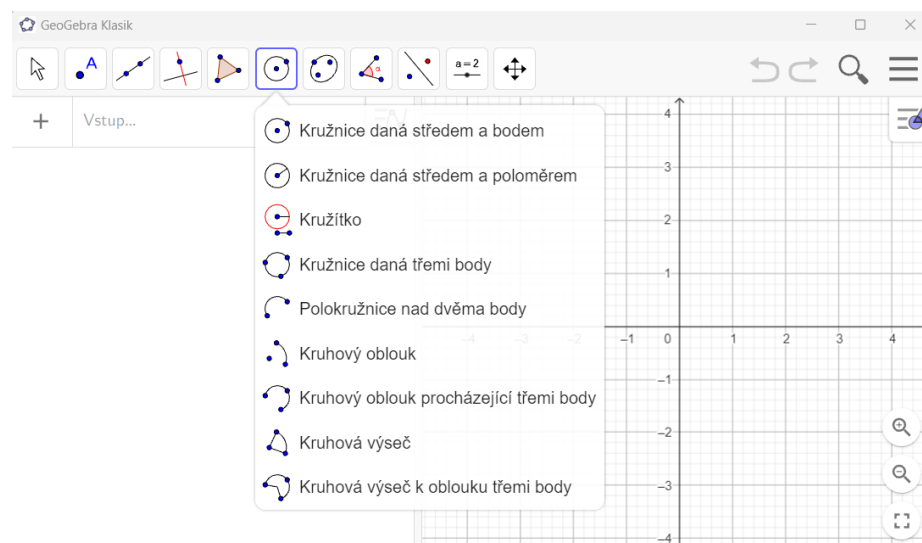 GeoGebra Klasik
A
α
a=2
Vstup...
Kružnice daná středem a bodem
Kružnice daná středem a poloměrem
Kružítko
Kružnice daná třemi body
Polokružnice nad dvěma body
Kruhový oblouk
Kruhový oblouk procházející třemi body
Kruhová výseč
Kruhová výseč k oblouku třemi body
4
3
2
1
–4 –3 –2 –1 0 1 2 3 4
–1
–2
–3
–4